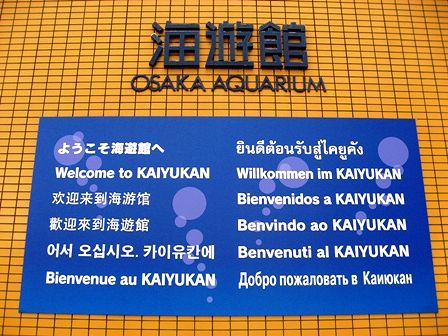 海遊館
OSAKA AQUARIUM
ようこそ海遊館へ
Welcome to KAIYUKAN
欢迎来到海游馆
歡迎來到海遊館
어서 오십시오. 카이유칸에
Bienvenue au KAIYUKAN
ยินดีต้อนรับสู่ไคยูคัง
Willkommen im KAIYUKAN
Bienvenidos a KAIYUKAN
Benvindo ao KAIYUKAN
Benvenuti al KAIYUKAN
Добро пожаловать в Каиюкан